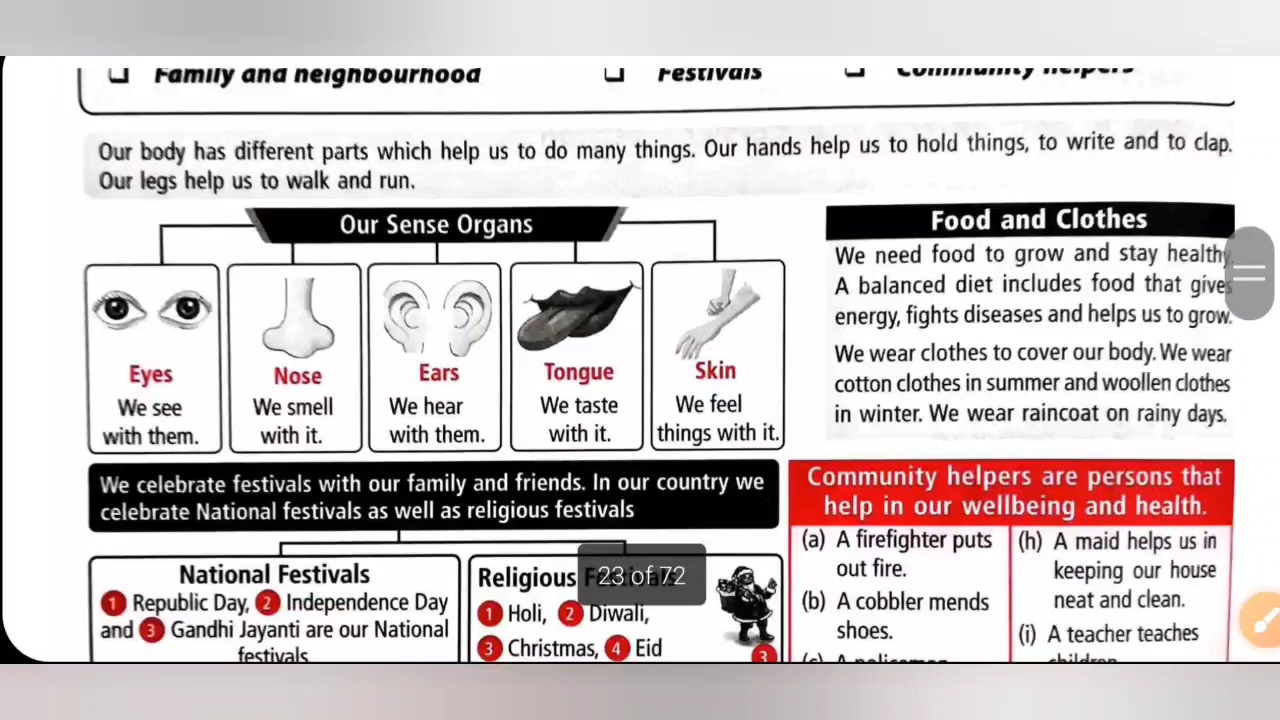 Family and neighbourhood
Festivals
Community helpers
Our body has different parts which help us to do many things. Our hands help us to hold things, to write and to clap.
Our legs help us to walk and run.
Our Sense Organs
Eyes
We see
with them.
Nose
We smell
with it.
Ears
We hear
with them.
Tongue
We taste
with it.
Skin
We feel
things with it.
Food and Clothes
We need food to grow and stay healthy.
A balanced diet includes food that gives
energy, fights diseases and helps us to grow.
We wear clothes to cover our body. We wear
cotton clothes in summer and woollen clothes
in winter. We wear raincoat on rainy days.
We celebrate festivals with our family and friends. In our country we
celebrate National festivals as well as religious festivals
National Festivals
1 Republic Day, 2 Independence Day
and 3 Gandhi Jayanti are our National
festivals
Religious Festivals
23 of 72
1 Holi, 2 Diwali,
3 Christmas, 4 Eid
3
Community helpers are persons that
help in our wellbeing and health.
(a) A firefighter puts
out fire.
(b) A cobbler mends
shoes.
(c) A policeman
(h) A maid helps us in
keeping our house
neat and clean.
(i) A teacher teaches
children